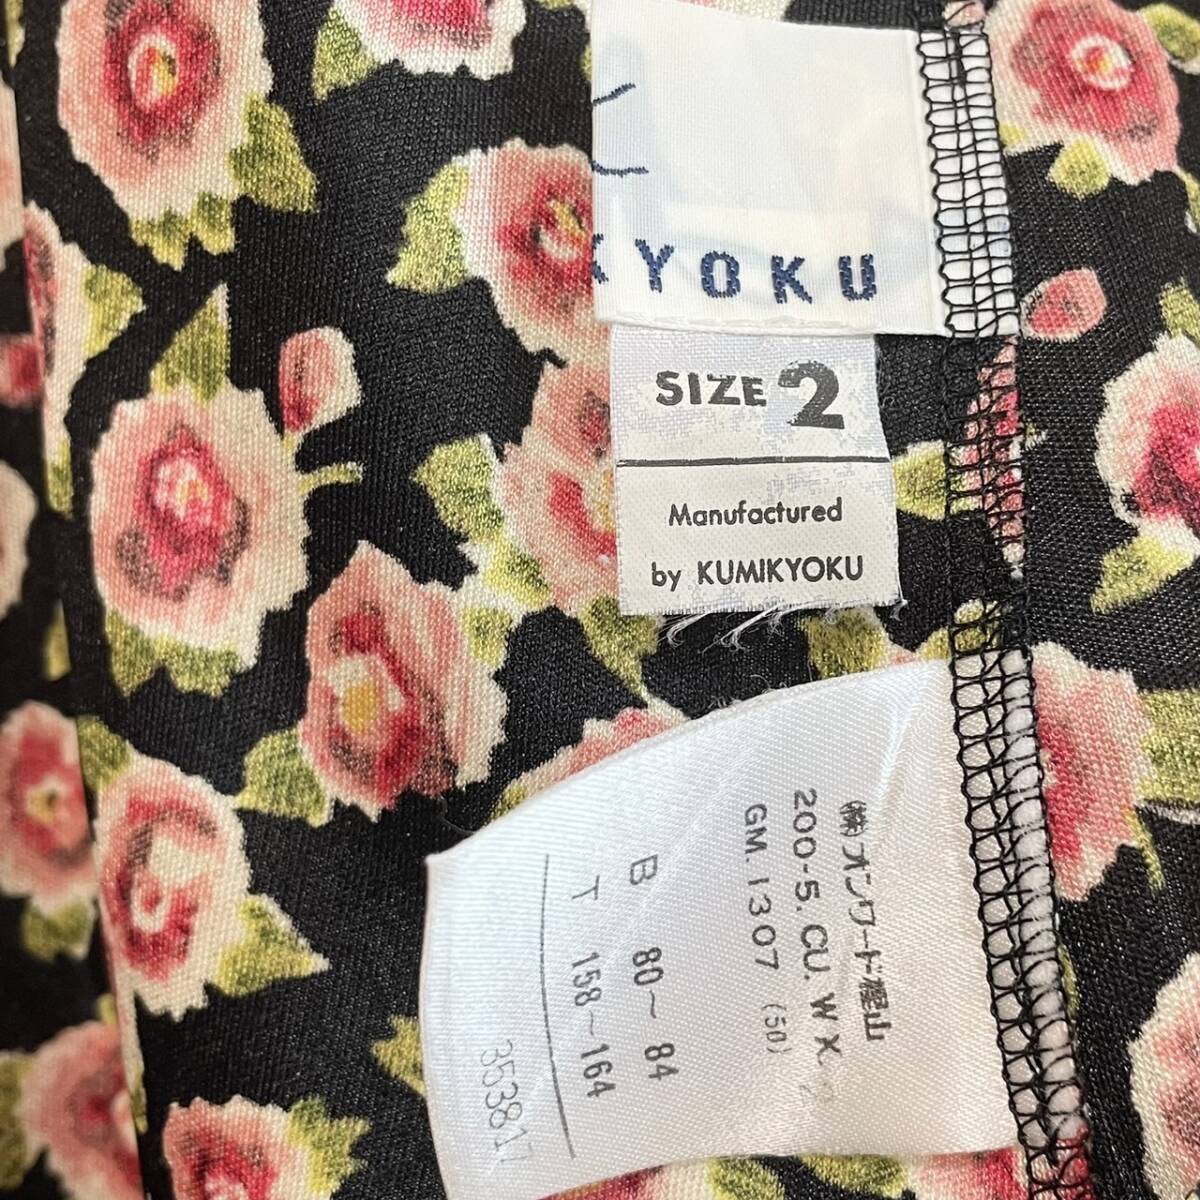 KYOKU
SIZE 2
Manufactured
by KUMIKYOKU
㈱オンワード樫山
200-5.CU.WX
GM.1307 (50)
B 80~84
T 158~164
353817